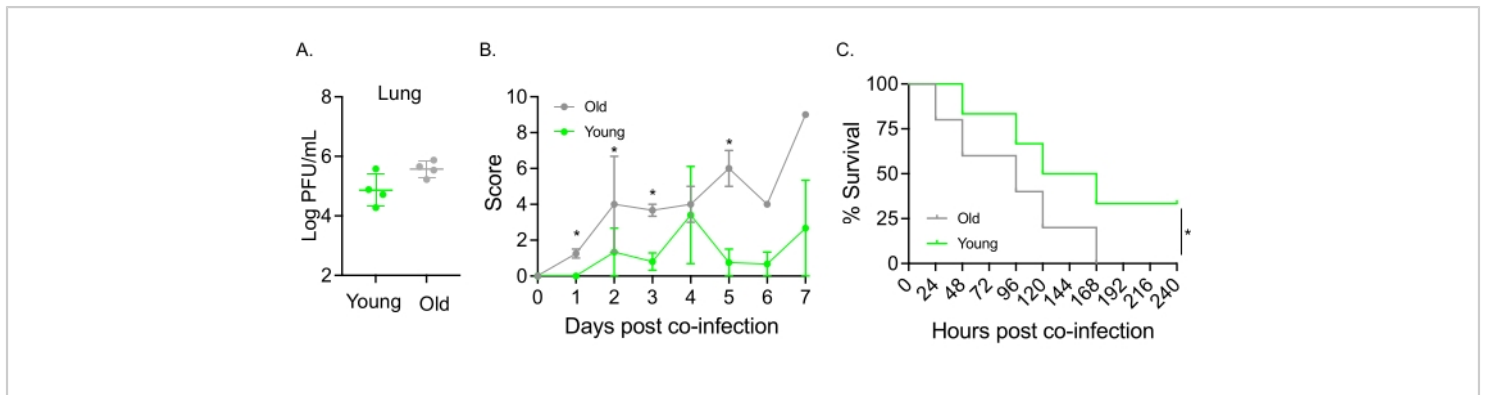 A.
Lung
8
6
4
2
Log PFU/mL
Young Old
B.
Old
Young
10
8
6
4
2
0
Score
* * * *
0 1 2 3 4 5 6 7
Days post co-infection
C.
100
75
50
25
0
% Survival
Old
Young
*
0 24 48 72 96 120 144 168 192 216 240
Hours post co-infection